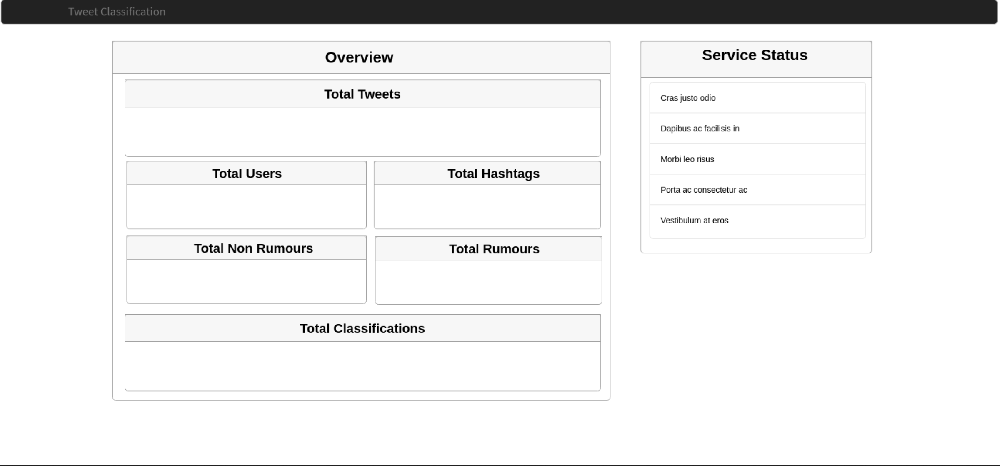 Tweet Classification
Overview
Total Tweets
Total Users
Total Hashtags
Total Non Rumours
Total Rumours
Total Classifications
Service Status
Cras justo odio
Dapibus ac facilisis in
Morbi leo risus
Porta ac consectetur ac
Vestibulum at eros